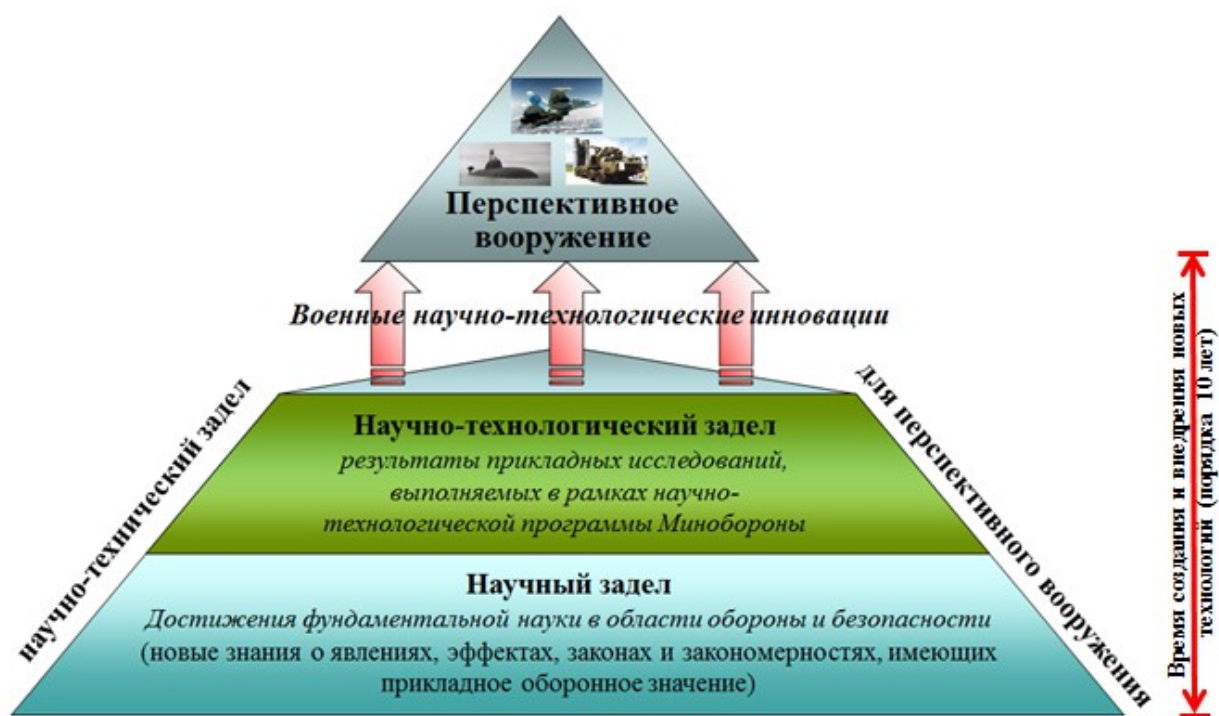 Перспективное
вооружение
Военные научно-технологические инновации
научно-технический задел
для перспективного вооружения
Научно-технологический задел
результаты прикладных исследований,
выполняемых в рамках научно-
технологической программы Минобороны
Научный задел
Достижения фундаментальной науки в области обороны и безопасности
(новые знания о явлениях, эффектах, законах и закономерностях, имеющих
прикладное оборонное значение)
Время создания и внедрения новых
технологий (порядка 10 лет)